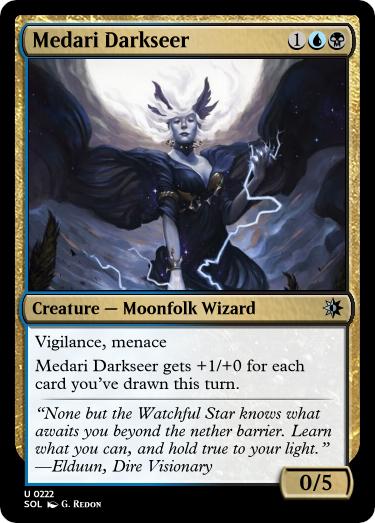 Medari Darkseer 1
Creature — Moonfolk Wizard
Vigilance, menace
Medari Darkseer gets +1/+0 for each
card you’ve drawn this turn.
“None but the Watchful Star knows what
awaits you beyond the nether barrier. Learn
what you can, and hold true to your light.”
—Elduun, Dire Visionary
0/5
U 0222
SOL G. Redon